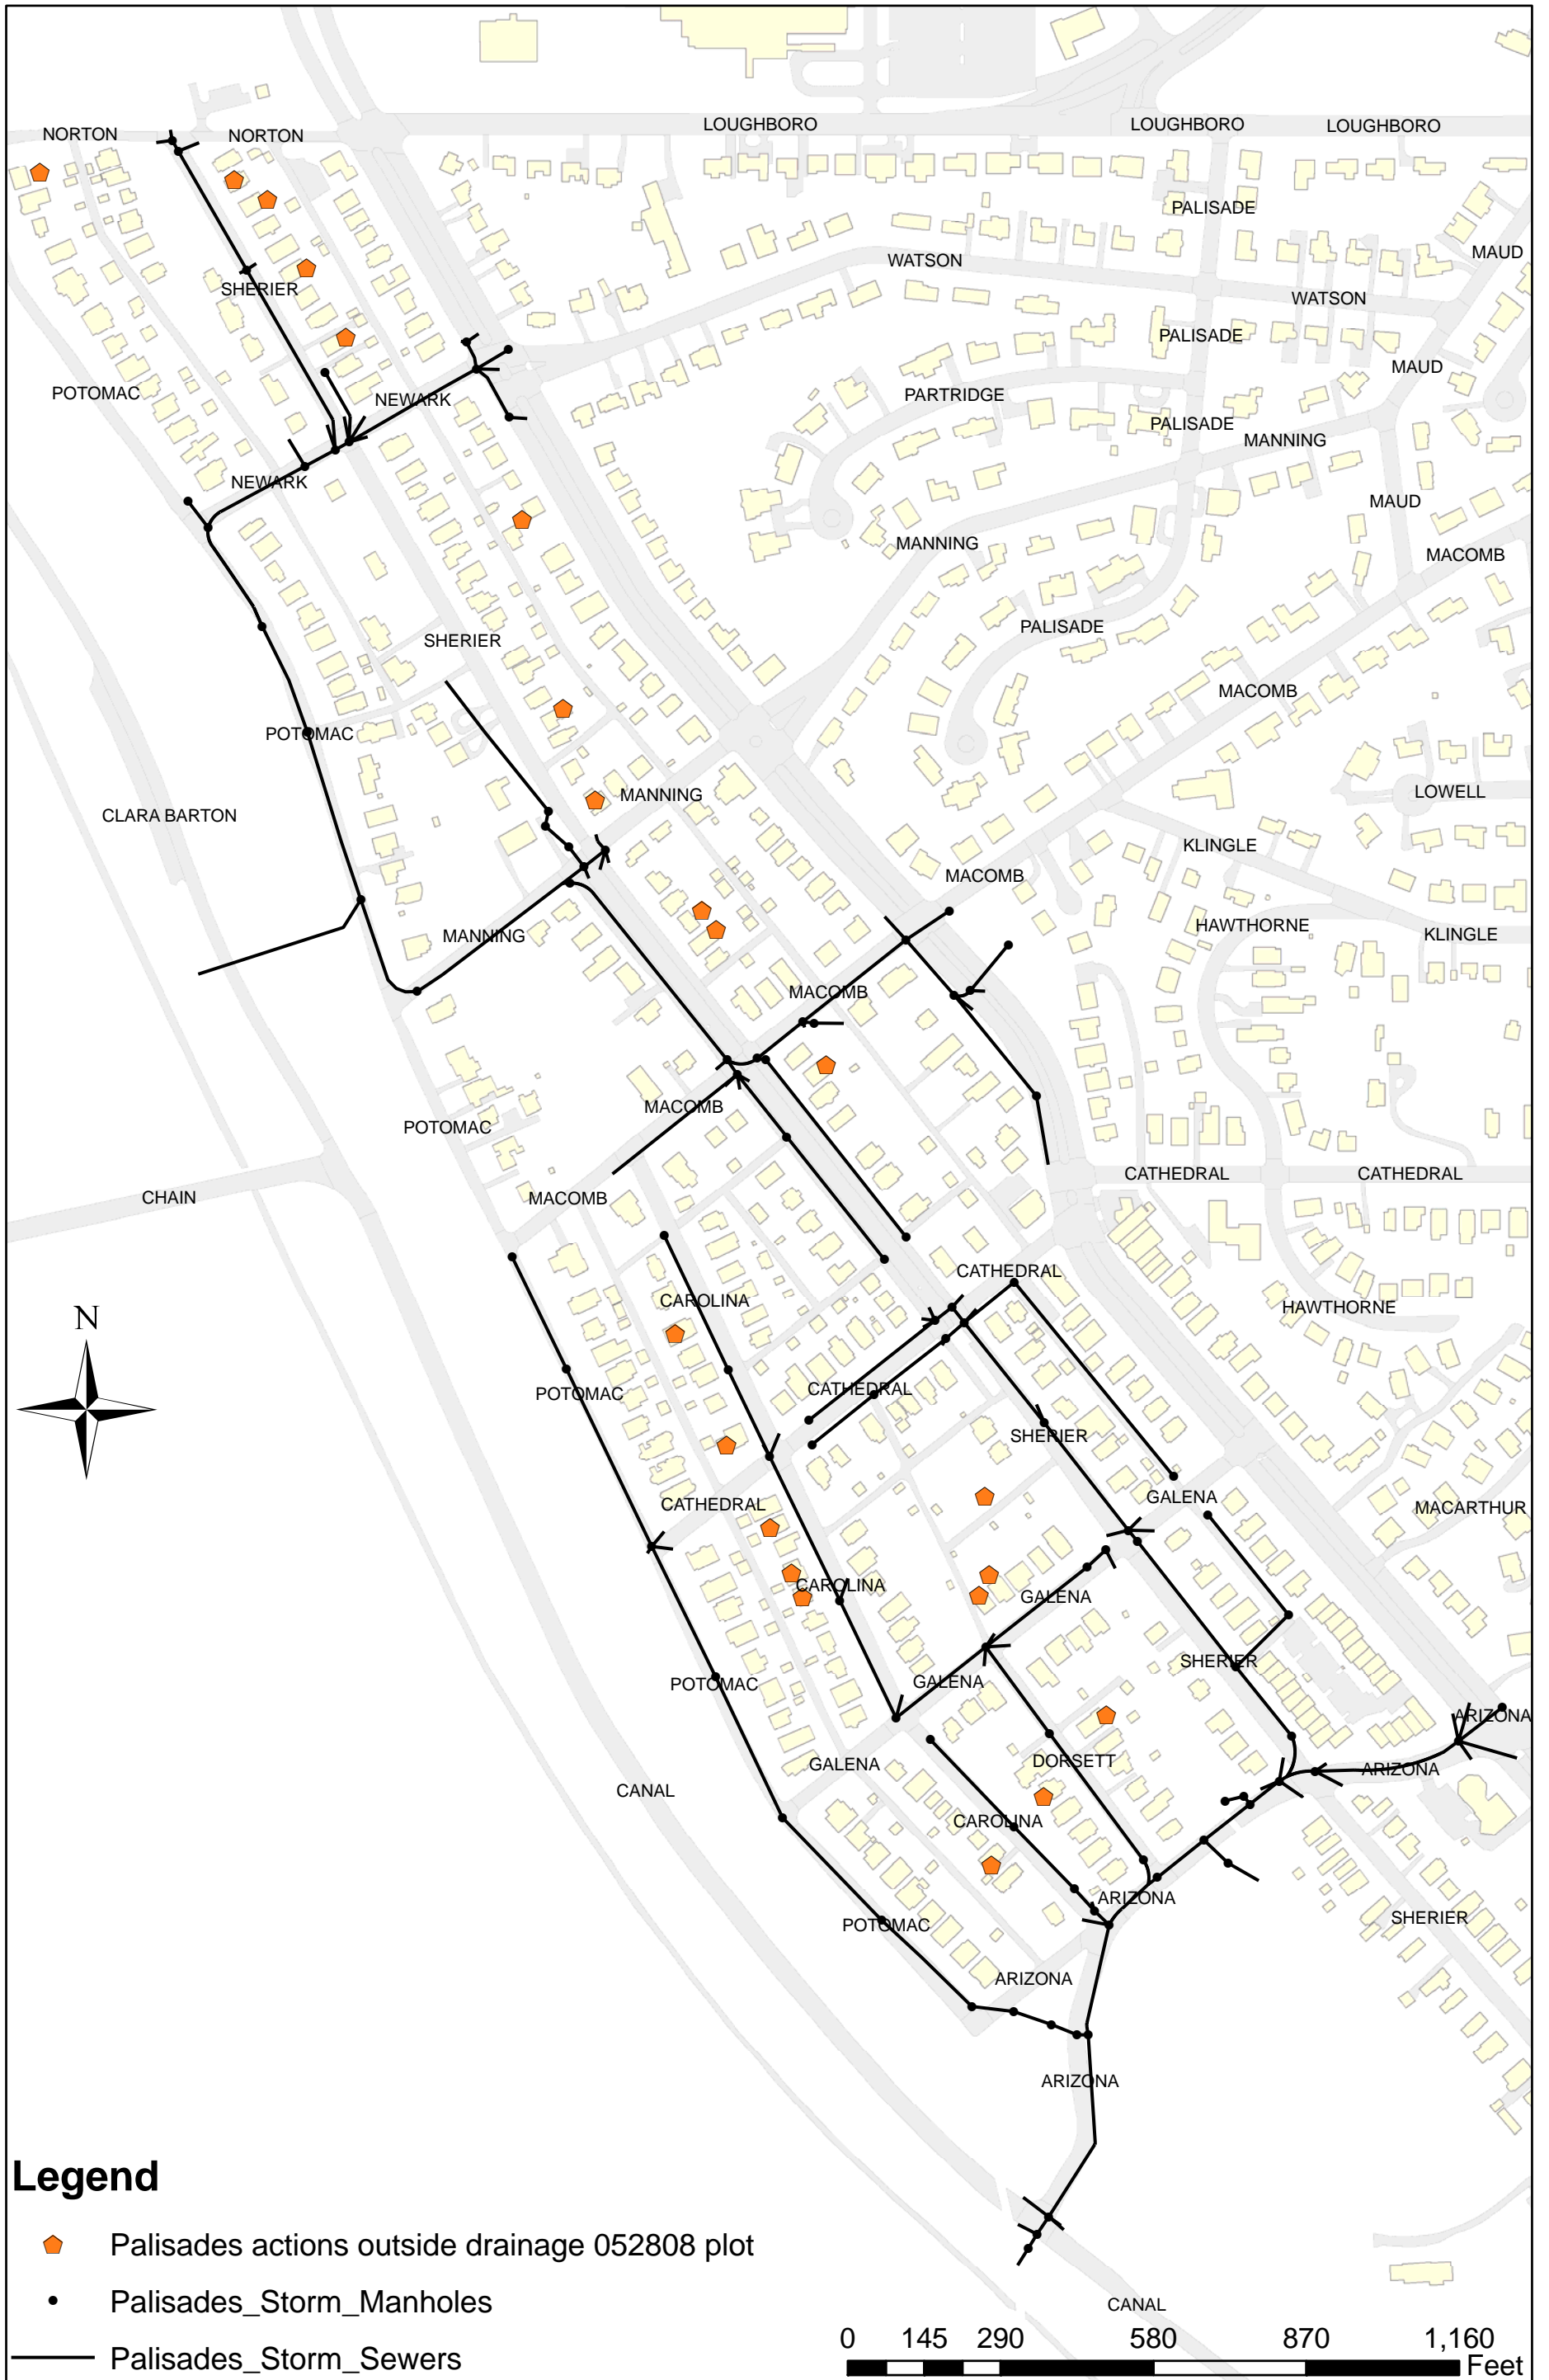 LOUGHBORO LOUGHBORO LOUGHBORO
NORTON NORTON
PALISADE
SHERIER WATSON MAUD
WATSON
PALISADE
MAUD
POTOMAC NEWARK PARTRIDGE
PALISADE
MANNING
NEWARK
MAUD
MANNING
MACOMB
SHERIER PALISADE
MACOMB
POTOMAC
MANNING LOWELL
CLARA BARTON
KLINGLE
MACOMB
HAWTHORNE
MANNING KLINGLE
MACOMB
MACOMB
POTOMAC
CATHEDRAL CATHEDRAL
CHAIN MACOMB
CATHEDRAL
N CAROLINA HAWTHORNE
POTOMAC CATHEDRAL
SHERIER
CATHEDRAL GALENA MACARTHUR
CAROLINA GALENA
SHERIER
POTOMAC GALENA
ARIZONA
GALENA DORSETT ARIZONA
CANAL
CAROLINA
ARIZONA
POTOMAC SHERIER
ARIZONA
ARIZONA
Legend
Palisades actions outside drainage 052808 plot
Palisades_Storm_Manholes
CANAL
Palisades_Storm_Sewers
0 145 290 580 870 1,160
Feet